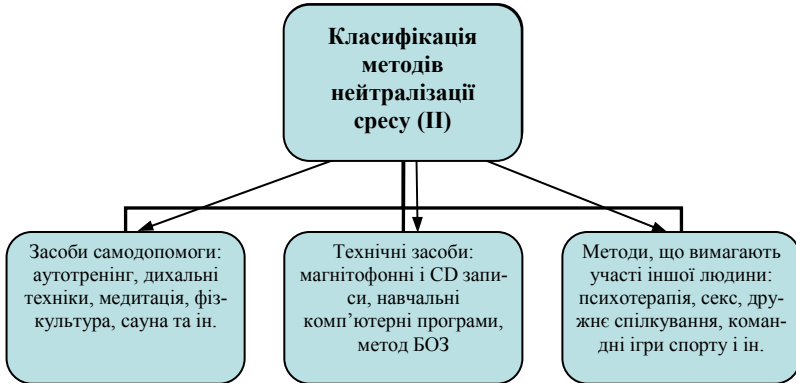 Класифікація
методів
нейтралізації
сресу (II)
Засоби самодопомоги:
аутотренінг, дихальні
техніки, медитація, фіз-
культура, сауна та ін.
Технічні засоби:
магнітофонні і CD запи-
си, навчальні
комп’ютерні програми,
метод БОЗ
Методи, що вимагають
участі іншої людини:
психотерапія, секс, дру-
жнє спілкування, коман-
дні ігри спорту і ін.